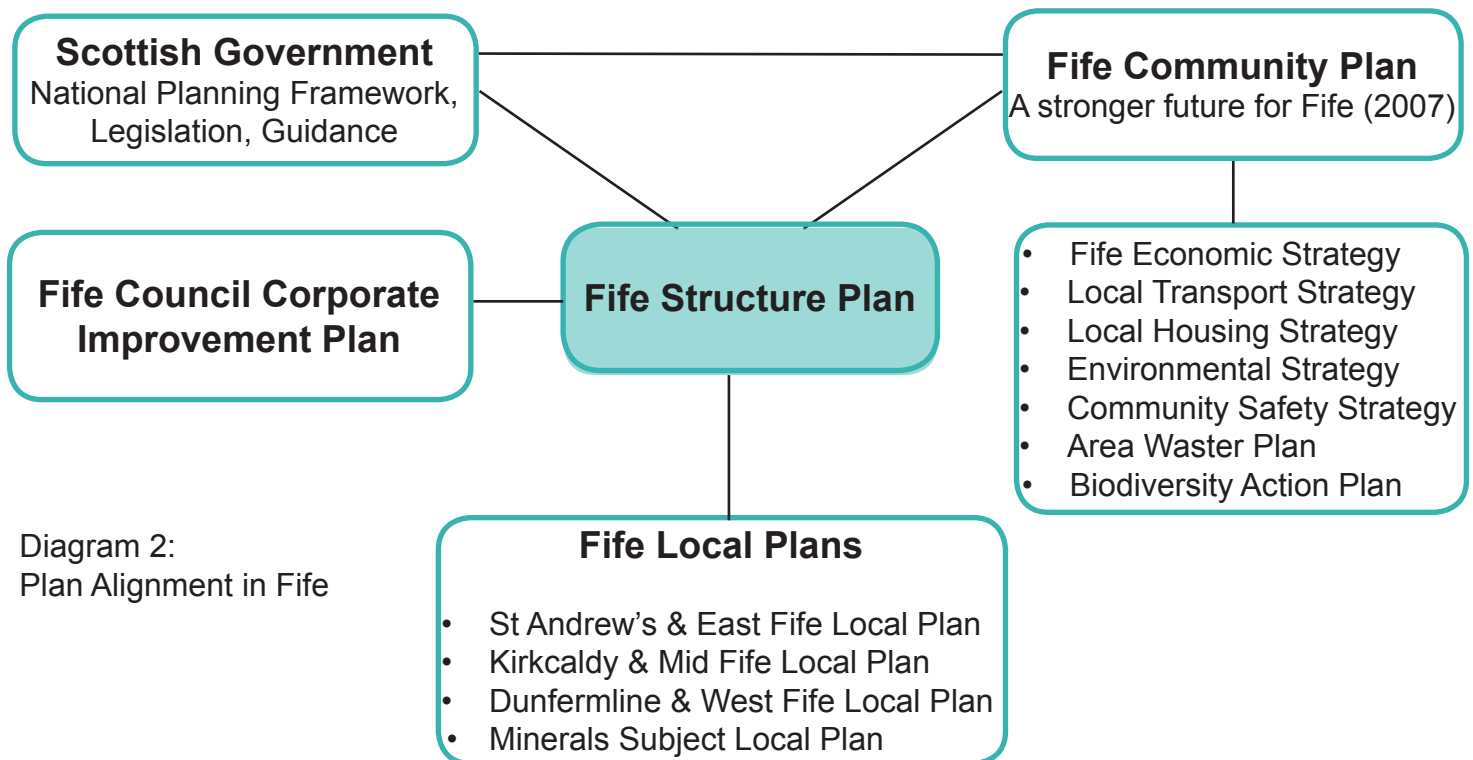 Scottish Government
National Planning Framework,
Legislation, Guidance
Fife Community Plan
A stronger future for Fife (2007)
Fife Council Corporate
Improvement Plan
Fife Structure Plan
• Fife Economic Strategy
• Local Transport Strategy
• Local Housing Strategy
• Environmental Strategy
• Community Safety Strategy
• Area Waster Plan
• Biodiversity Action Plan
Diagram 2:
Plan Alignment in Fife
Fife Local Plans
• St Andrew's & East Fife Local Plan
• Kirkcaldy & Mid Fife Local Plan
• Dunfermline & West Fife Local Plan
• Minerals Subject Local Plan